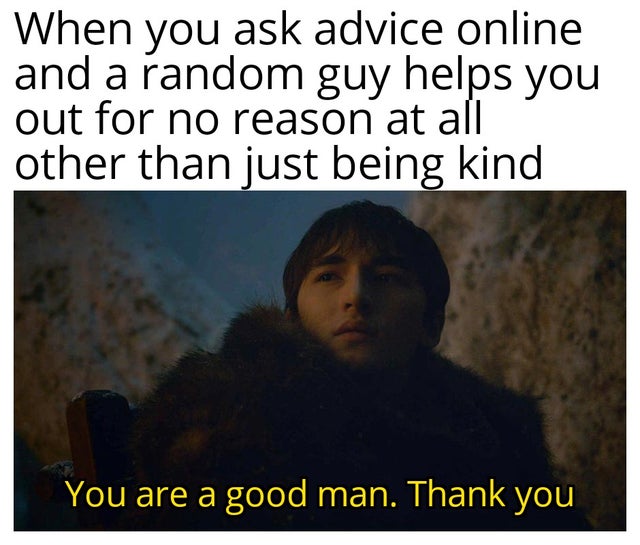 When you ask advice online
and a random guy helps you
out for no reason at all
other than just being kind
You are a good man. Thank you